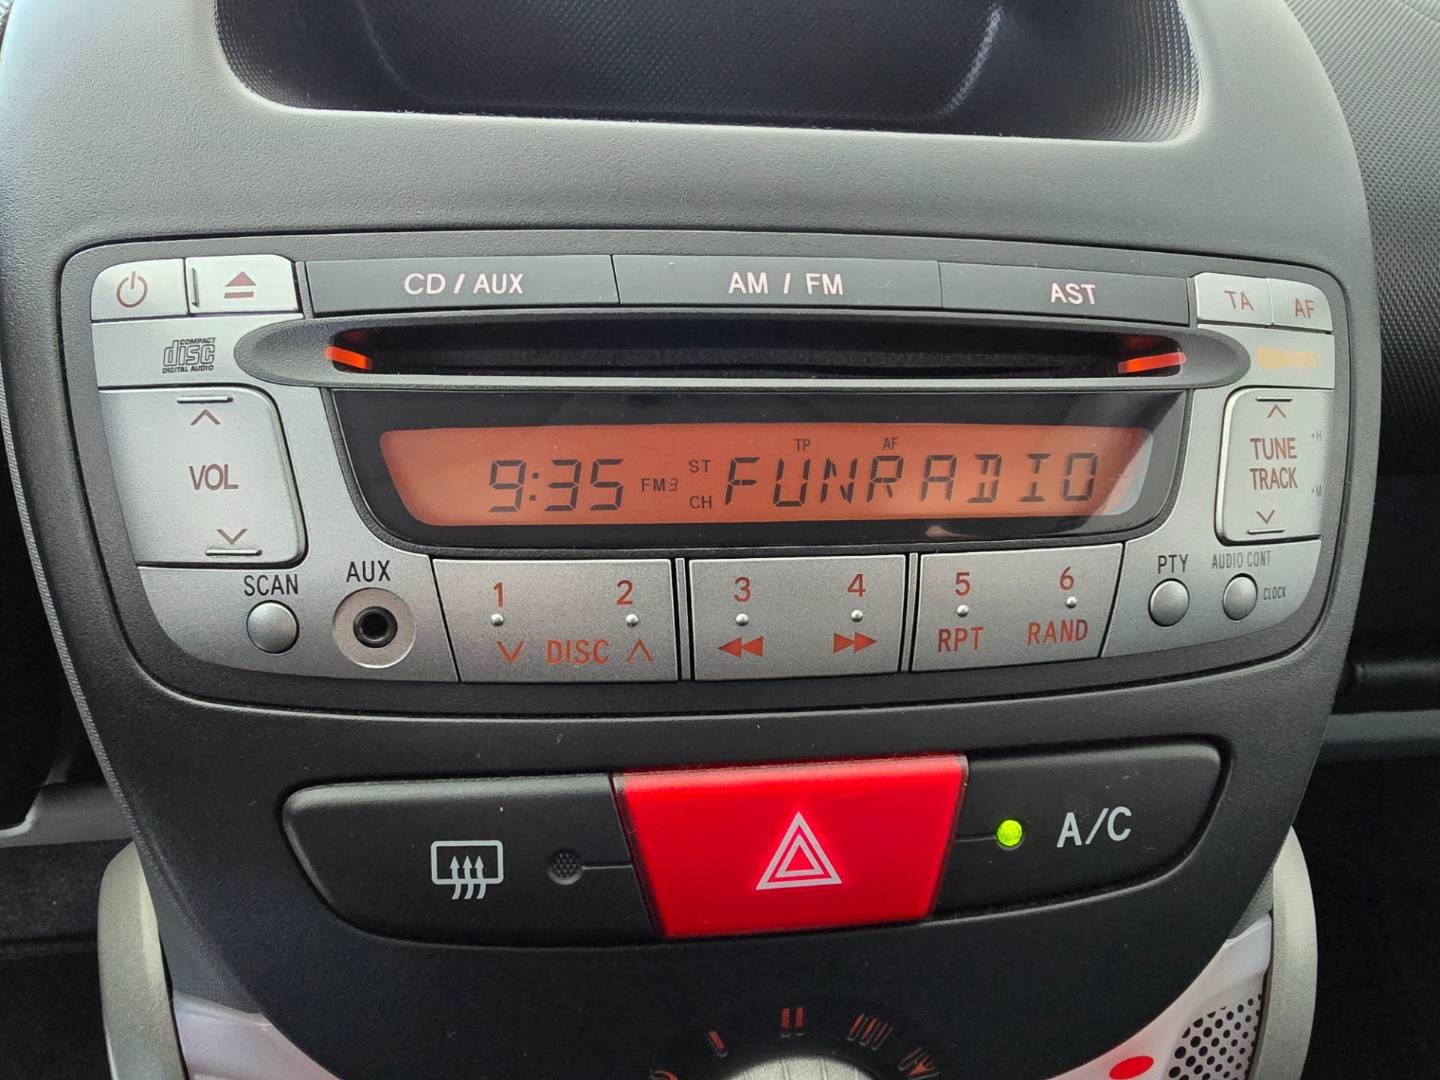 CD / AUX AM / FM AST TA AF
COMPACT
disc
DIGITAL AUDIO
VOL
TP AF
9:35 FM3 ST CH FUNRADIO
TUNE
TRACK
H
M
SCAN AUX 1 2 3 4 5 6 PTY AUDIO CONT
CLOCK
DISC RPT RAND
A/C